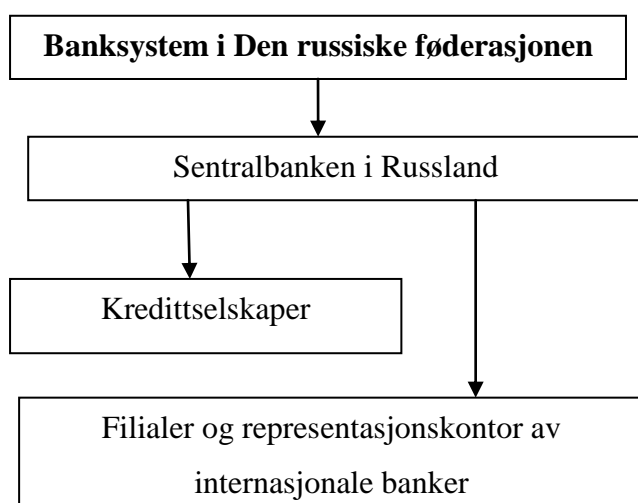 Banksystem i Den russiske føderasjonen
Sentralbanken i Russland
Kredittselskaper
Filialer og representasjonskontor av
internasjonale banker